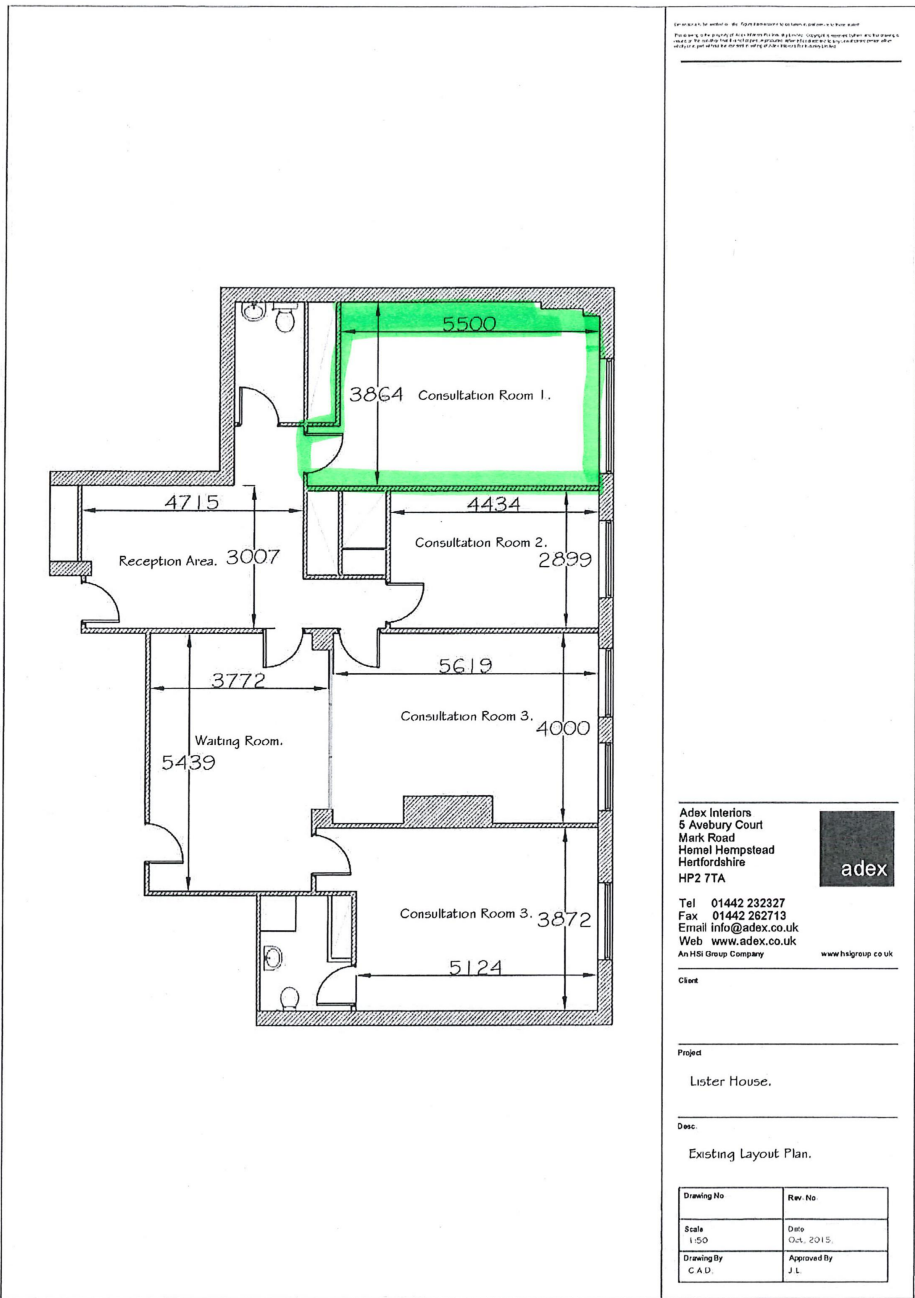 5500
3864 Consultation Room 1.
4715
4434
Reception Area. 3007
Consultation Room 2.
2899
3772
5619
Consultation Room 3. 4000
Waiting Room.
5439
Consultation Room 3. 3872
5124
Adex Interiors
5 Avebury Court
Mark Road
Hemel Hempstead
Hertfordshire
HP2 7TA
adex
Tel 01442 232327
Fax 01442 262713
Email info@adex.co.uk
Web www.adex.co.uk
An HSi Group Company www.hsigroup co uk
Client
Project
Lister House.
Desc.
Existing Layout Plan.
Drawing No Rev. No.
Scale Date
1:50 Oct. 2015.
Drawing By Approved By
C.A.D. J.L.